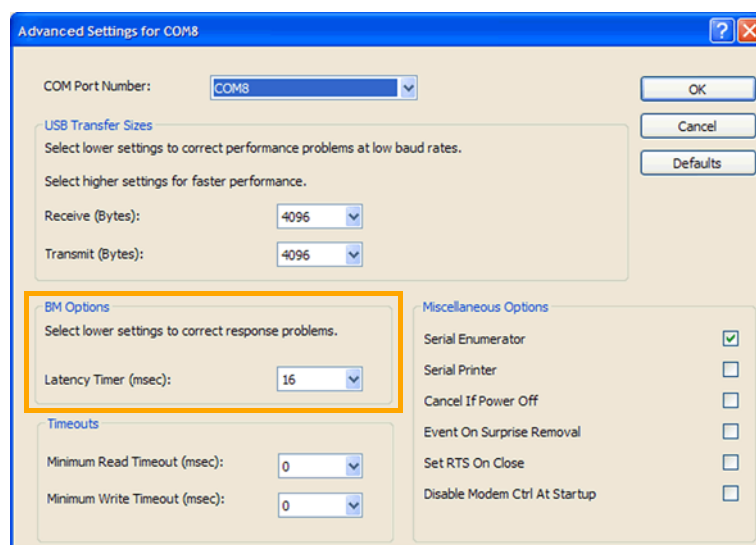 Advanced Settings for COM8
COM Port Number:
COM8
OK
Cancel
Defaults
USB Transfer Sizes
Select lower settings to correct performance problems at low baud rates.
Select higher settings for faster performance.
Receive (Bytes):
4096
Transmit (Bytes):
4096
BM Options
Select lower settings to correct response problems.
Latency Timer (msec):
16
Timeouts
Minimum Read Timeout (msec):
0
Minimum Write Timeout (msec):
0
Miscellaneous Options
Serial Enumerator
Serial Printer
Cancel If Power Off
Event On Surprise Removal
Set RTS On Close
Disable Modem Ctrl At Startup